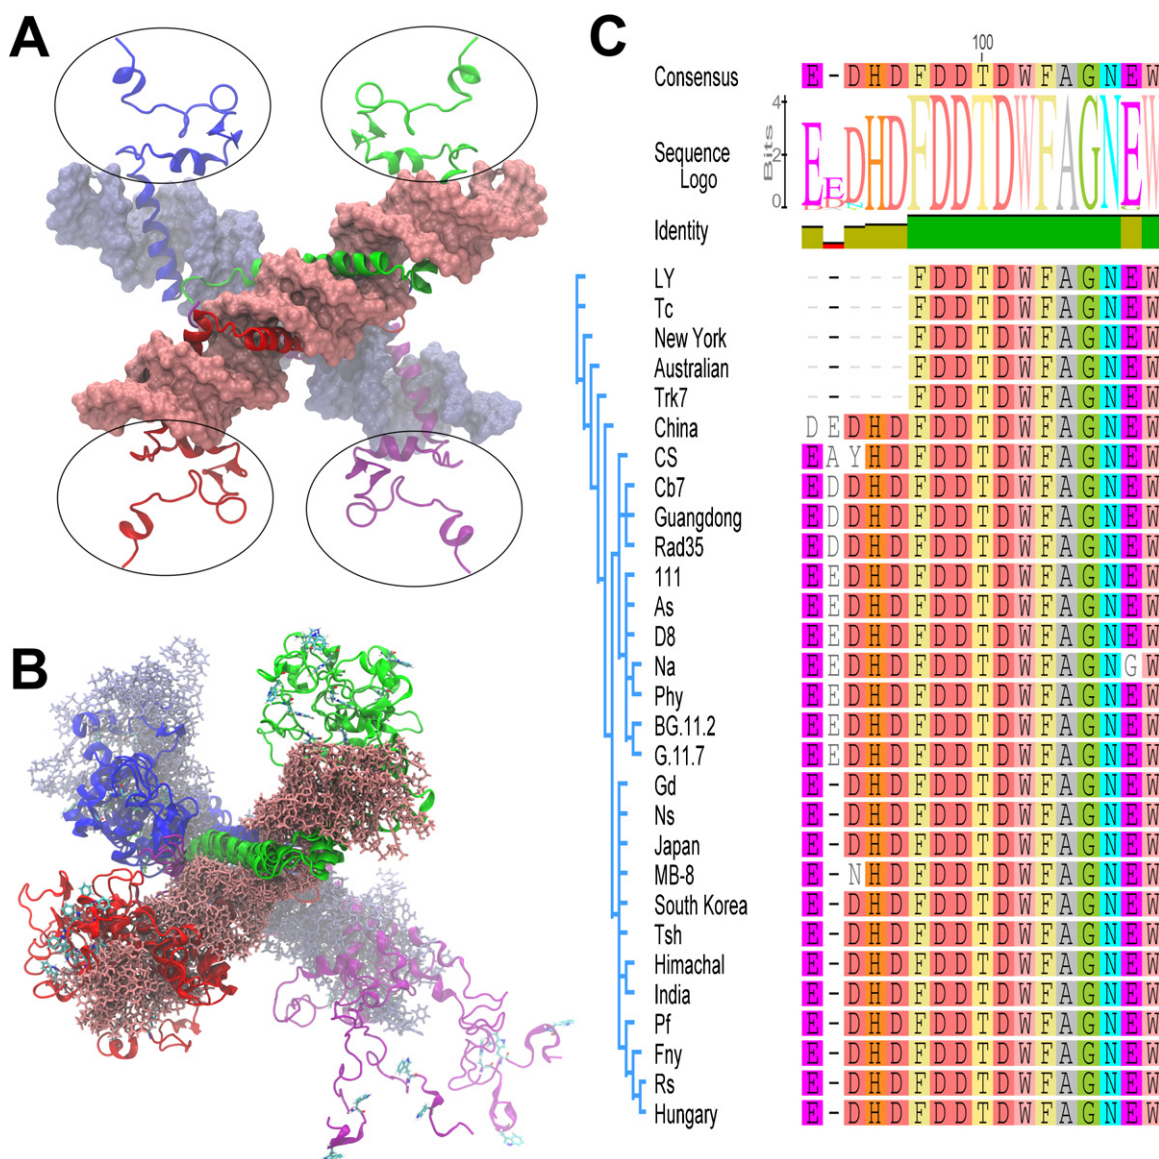 A
B
C
100
Consensus E - D H D F D D T D W F A G N E W
4
2
0
Bits
Sequence
Logo
E E D H D F D D T D W F A G N E W
Identity
LY - - - - - F D D T D W F A G N E W
Tc - - - - - F D D T D W F A G N E W
New York - - - - - F D D T D W F A G N E W
Australian - - - - - F D D T D W F A G N E W
Trk7 - - - - - F D D T D W F A G N E W
China D E D H D F D D T D W F A G N E W
CS E A Y H D F D D T D W F A G N E W
Cb7 E D D H D F D D T D W F A G N E W
Guangdong E D D H D F D D T D W F A G N E W
Rad35 E D D H D F D D T D W F A G N E W
111 E E D H D F D D T D W F A G N E W
As E E D H D F D D T D W F A G N E W
D8 E E D H D F D D T D W F A G N E W
Na E E D H D F D D T D W F A G N G W
Phy E E D H D F D D T D W F A G N E W
BG.11.2 E E D H D F D D T D W F A G N E W
G.11.7 E E D H D F D D T D W F A G N E W
Gd E - D H D F D D T D W F A G N E W
Ns E - D H D F D D T D W F A G N E W
Japan E - D H D F D D T D W F A G N E W
MB-8 E - N H D F D D T D W F A G N E W
South Korea E - D H D F D D T D W F A G N E W
Tsh E - D H D F D D T D W F A G N E W
Himachal E - D H D F D D T D W F A G N E W
India E - D H D F D D T D W F A G N E W
Pf E - D H D F D D T D W F A G N E W
Fny E - D H D F D D T D W F A G N E W
Rs E - D H D F D D T D W F A G N E W
Hungary E - D H D F D D T D W F A G N E W